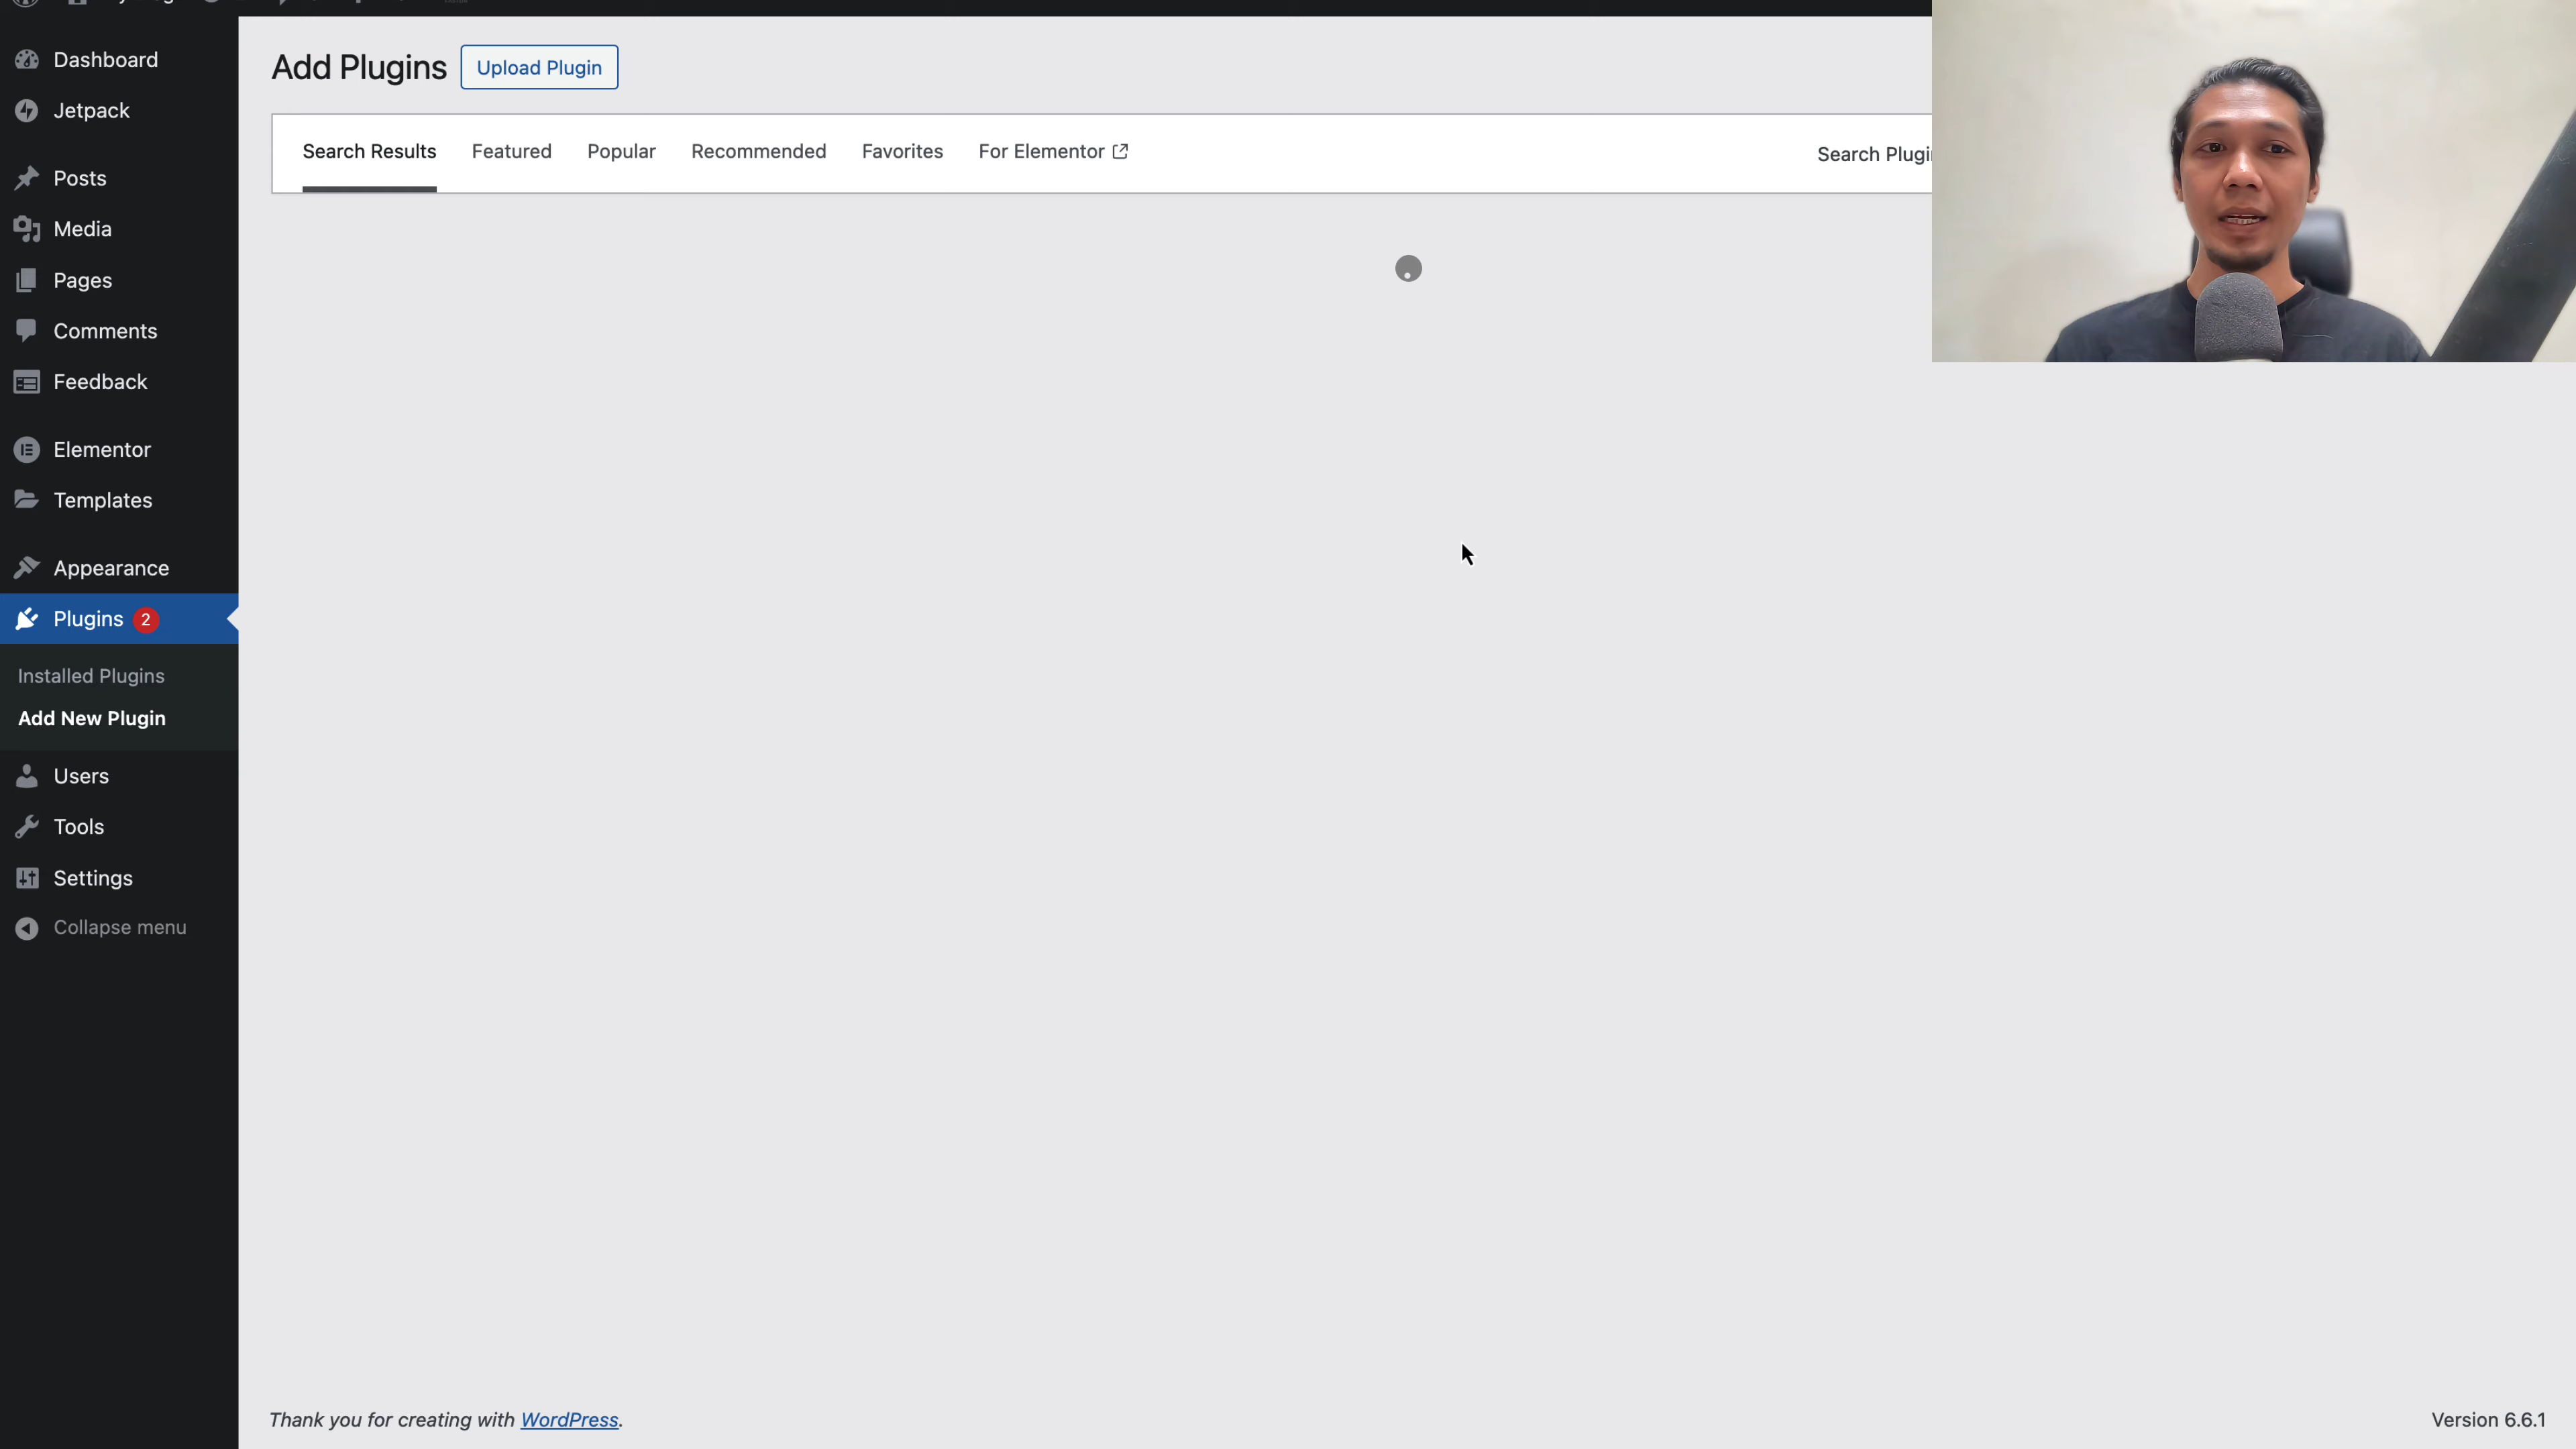 Dashboard
Jetpack
Posts
Media
Pages
Comments
Feedback
Elementor
Templates
Appearance
Plugins 2
Installed Plugins
Add New Plugin
Users
Tools
Settings
Collapse menu
Add Plugins Upload Plugin
Search Results Featured Popular Recommended Favorites For Elementor
Search
Thank you for creating with WordPress.
Version 6.6.1